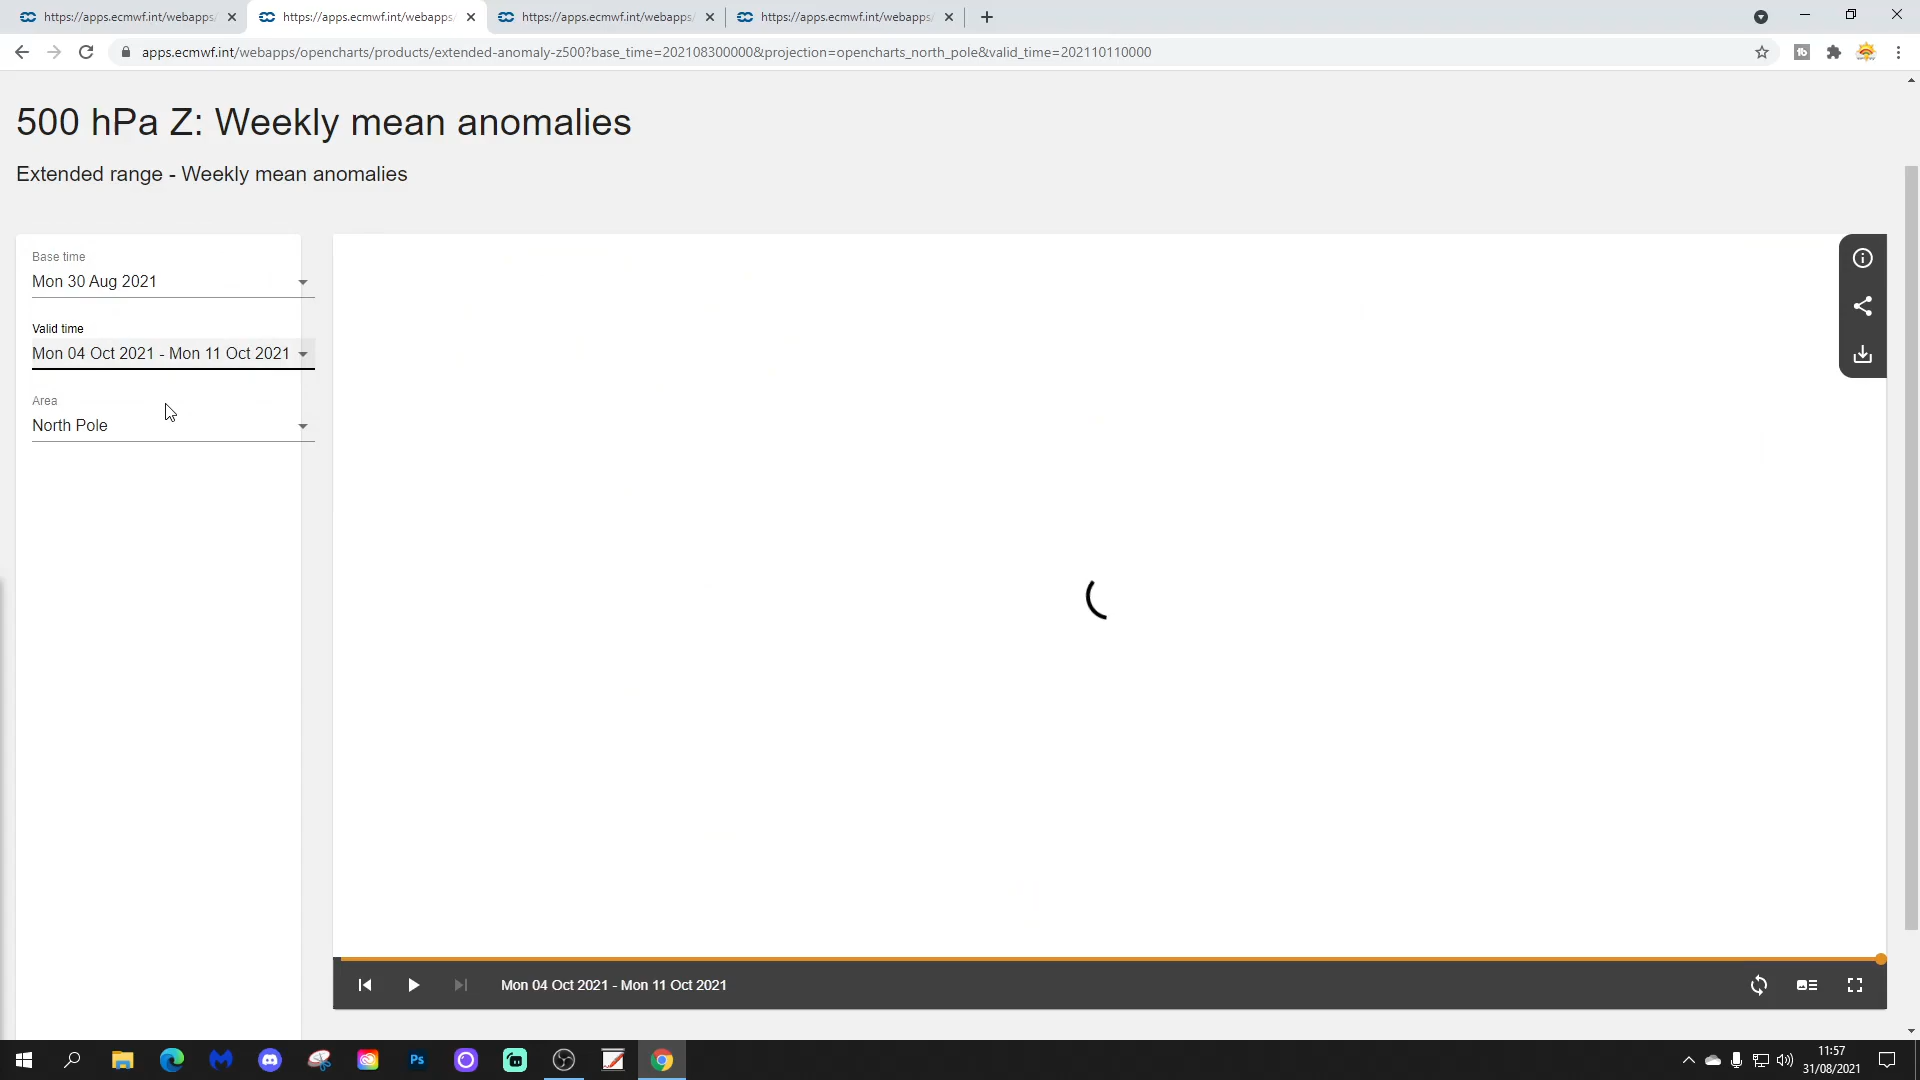 https://apps.ecmwf.int/webapps/
https://apps.ecmwf.int/webapps/
https://apps.ecmwf.int/webapps/
https://apps.ecmwf.int/webapps/
apps.ecmwf.int/webapps/opencharts/products/extended-anomaly-z500?base_time=202108300000&projection=opencharts_north_pole&valid_time=202110110000
500 hPa Z: Weekly mean anomalies
Extended range - Weekly mean anomalies
Base time
Mon 30 Aug 2021
Valid time
Mon 04 Oct 2021 - Mon 11 Oct 2021
Area
North Pole
Mon 04 Oct 2021 - Mon 11 Oct 2021
Ps
11:57
31/08/2021